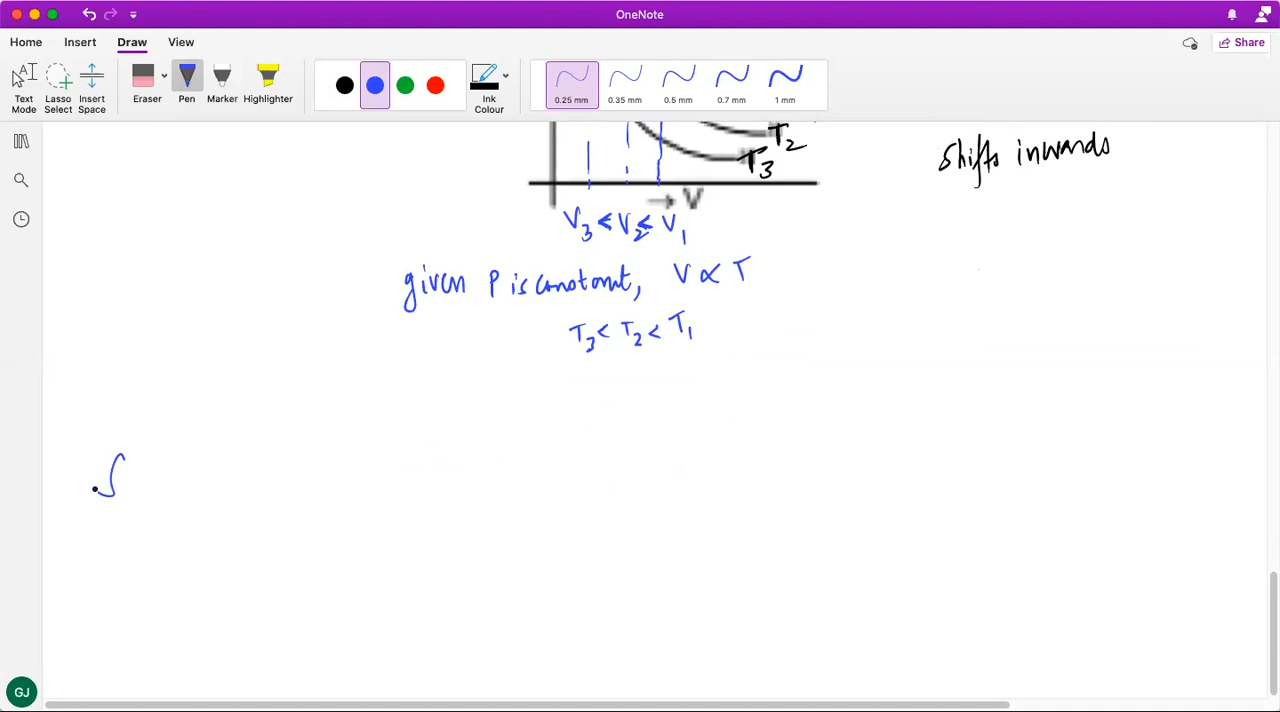 OneNote
Home Insert Draw View
Share
Text Mode
Lasso Select
Insert Space
Eraser
Pen
Marker
Highlighter
Ink Colour
0.25 mm
0.35 mm
0.5 mm
0.7 mm
1 mm
T2
T3
shifts inwards
→ V
V3 < V2 < V1
given P is constant, V ∝ T
T3 < T2 < T1
GJ